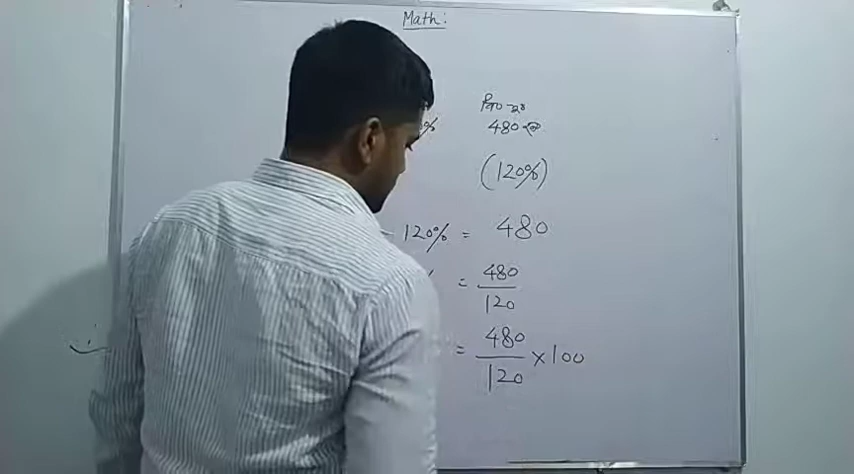 Math:
%
480
(120%)
120% = 480
= 480/120
= 480/120 × 100